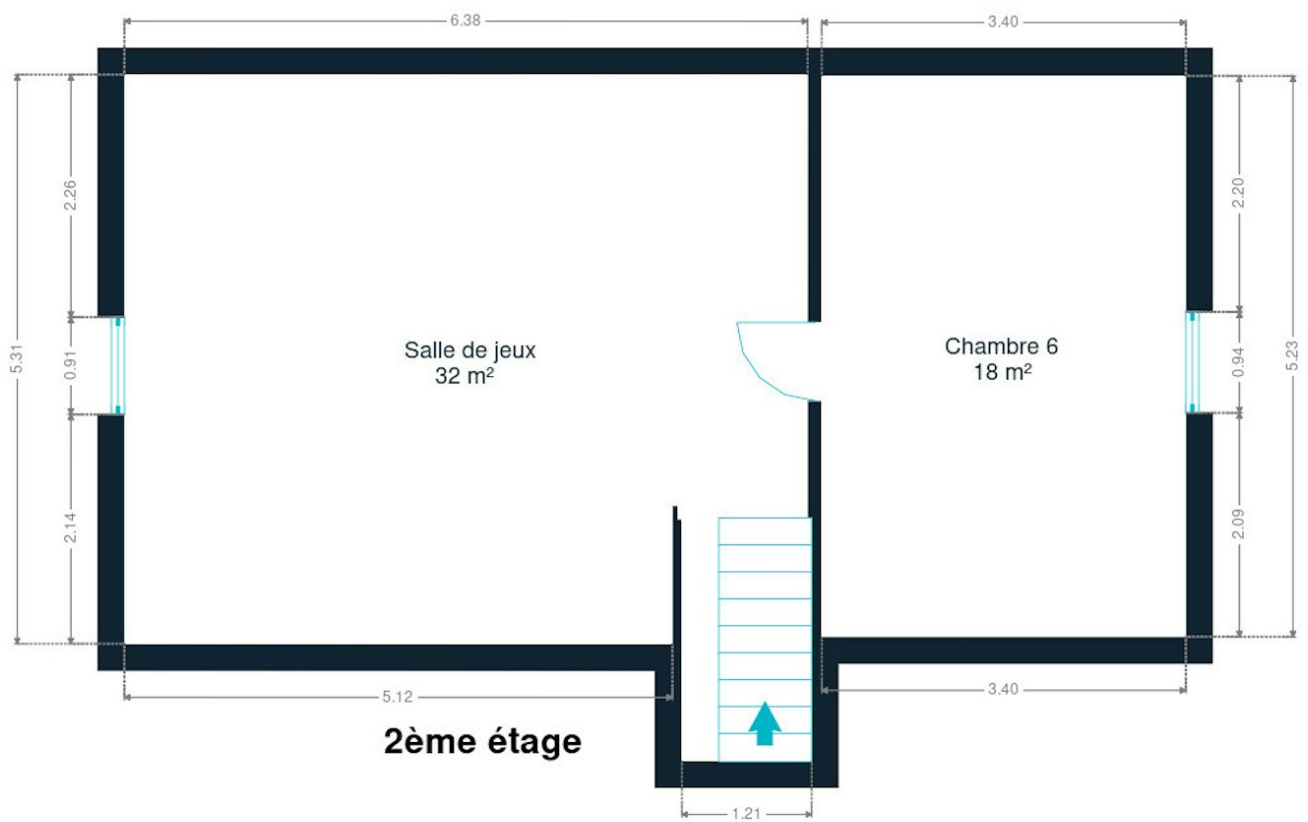 6.38
3.40
2.26
2.20
5.31
0.91
Salle de jeux
32 m²
Chambre 6
18 m²
0.94
5.23
2.14
2.09
5.12
3.40
2ème étage
1.21